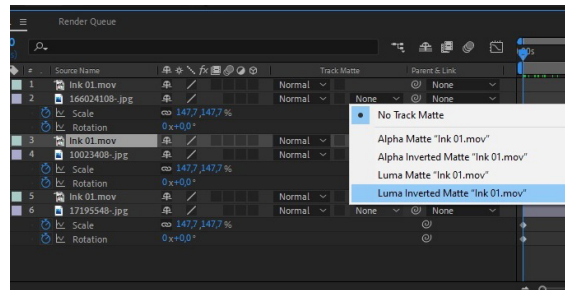 Render Queue
:00s
# . Source Name fx Track Matte Parent & Link
1 Ink 01.mov Normal None
2 166024108-.jpg Normal None None
Scale 147,7,147,7 %
Rotation 0x+0,0°
3 Ink 01.mov Normal
4 10023408-.jpg Normal
Scale 147,7,147,7 %
Rotation 0x+0,0°
5 Ink 01.mov Normal
6 17195548-.jpg Normal None None
Scale 147,7,147,7 %
Rotation 0x+0,0°
No Track Matte
Alpha Matte "Ink 01.mov"
Alpha Inverted Matte "Ink 01.mov"
Luma Matte "Ink 01.mov"
Luma Inverted Matte "Ink 01.mov"